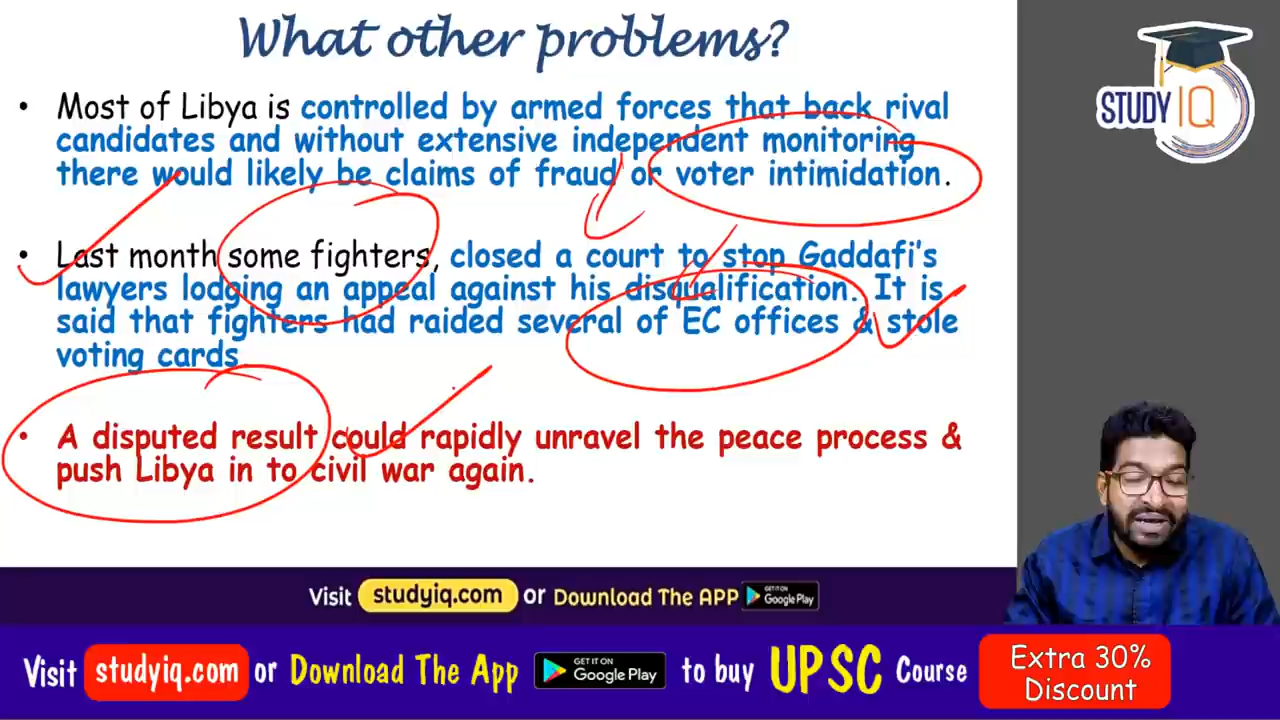 What other problems?
• Most of Libya is controlled by armed forces that back rival
candidates and without extensive independent monitoring
there would likely be claims of fraud or voter intimidation.
• Last month some fighters, closed a court to stop Gaddafi's
lawyers lodging an appeal against his disqualification. It is
said that fighters had raided several of EC offices & stole
voting cards
• A disputed result could rapidly unravel the peace process &
push Libya in to civil war again.
STUDY IQ
Visit studyiq.com or Download The APP GET IT ON Google Play
Visit studyiq.com or Download The App GET IT ON Google Play to buy UPSC Course
Extra 30%
Discount